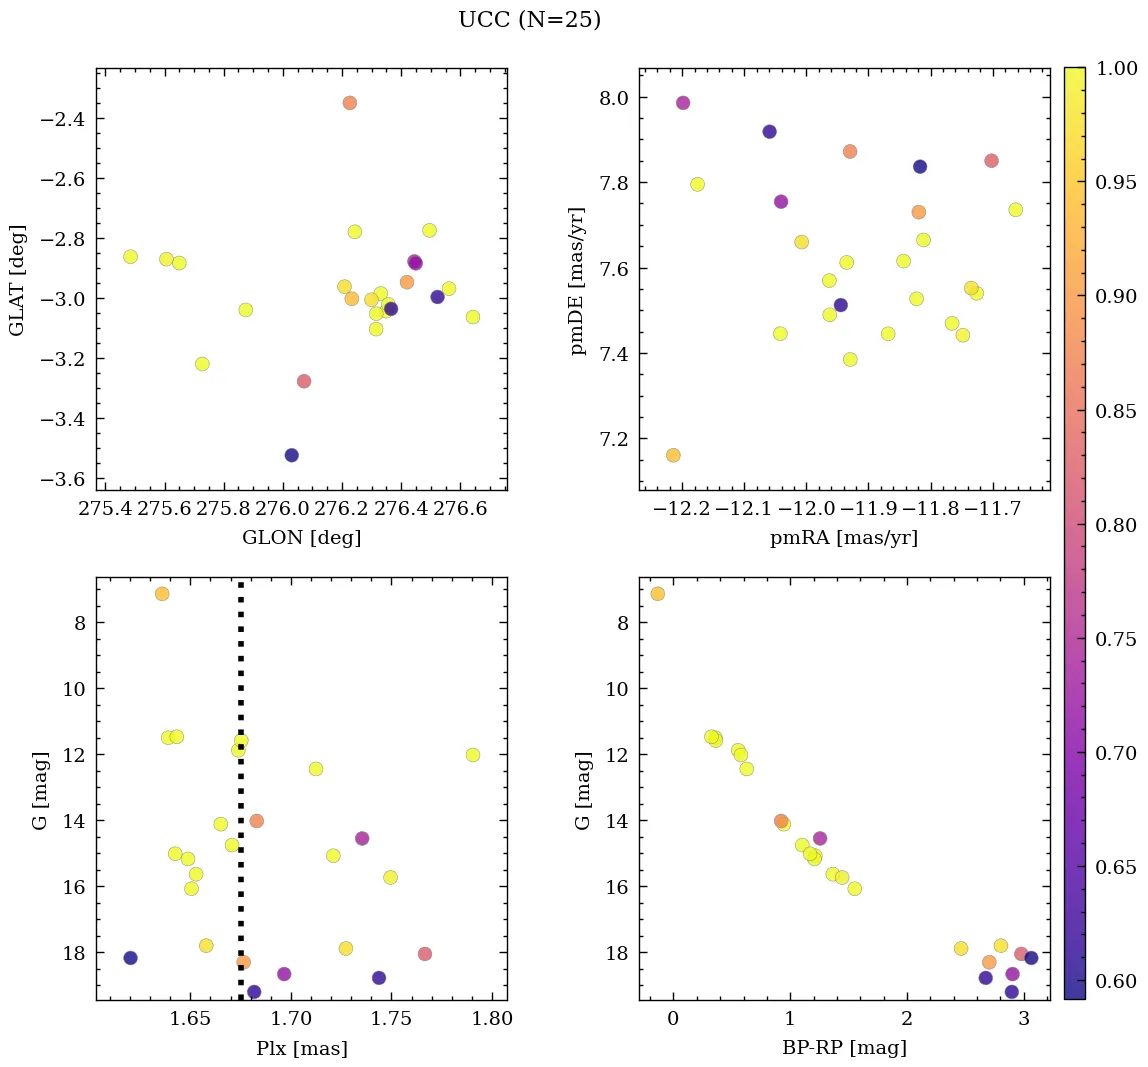 UCC (N=25)
−2.4
−2.6
−2.8
−3.0
−3.2
−3.4
−3.6
GLAT [deg]
275.4 275.6 275.8 276.0 276.2 276.4 276.6
GLON [deg]
8.0
7.8
7.6
7.4
7.2
pmDE [mas/yr]
−12.2 −12.1 −12.0 −11.9 −11.8 −11.7
pmRA [mas/yr]
8
10
12
14
16
18
G [mag]
1.65 1.70 1.75 1.80
Plx [mas]
8
10
12
14
16
18
G [mag]
0 1 2 3
BP-RP [mag]
1.00
0.95
0.90
0.85
0.80
0.75
0.70
0.65
0.60